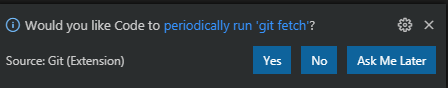 Would you like Code to periodically run 'git fetch'?
Source: Git (Extension)
Yes
No
Ask Me Later